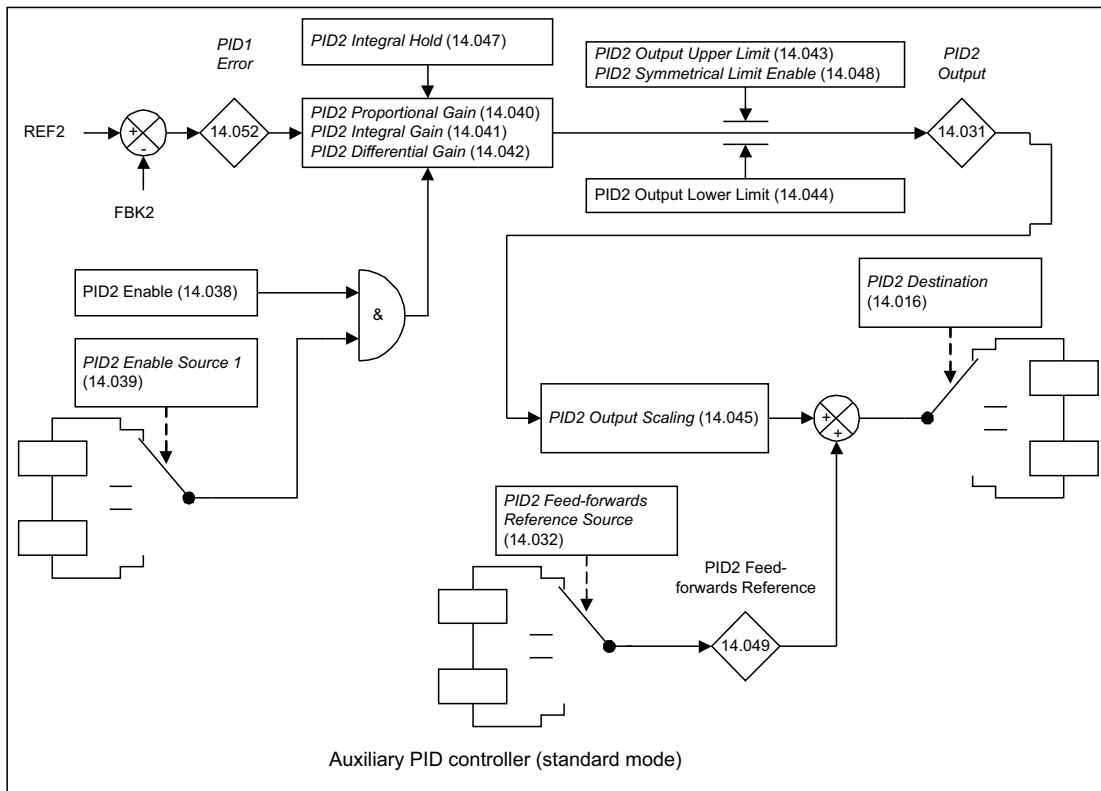 PID1
Error
PID2 Integral Hold (14.047)
PID2 Output Upper Limit (14.043)
PID2 Symmetrical Limit Enable (14.048)
PID2
Output
REF2
+
-
14.052
PID2 Proportional Gain (14.040)
PID2 Integral Gain (14.041)
PID2 Differential Gain (14.042)
14.031
FBK2
PID2 Output Lower Limit (14.044)
PID2 Enable (14.038)
&
PID2 Destination
(14.016)
PID2 Enable Source 1
(14.039)
PID2 Output Scaling (14.045)
+
+
PID2 Feed-forwards
Reference Source
(14.032)
PID2 Feed-
forwards Reference
14.049
Auxiliary PID controller (standard mode)